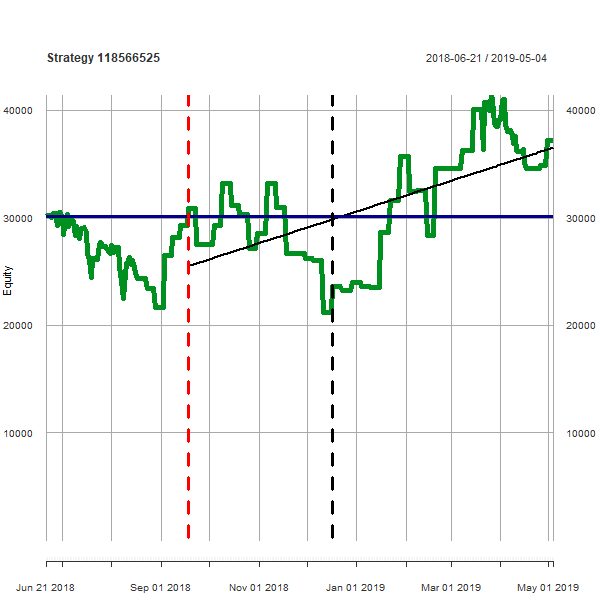 Strategy 118566525
2018-06-21 / 2019-05-04
40000
40000
30000
30000
Equity
20000
20000
10000
10000
Jun 21 2018
Sep 01 2018
Nov 01 2018
Jan 01 2019
Mar 01 2019
May 01 2019